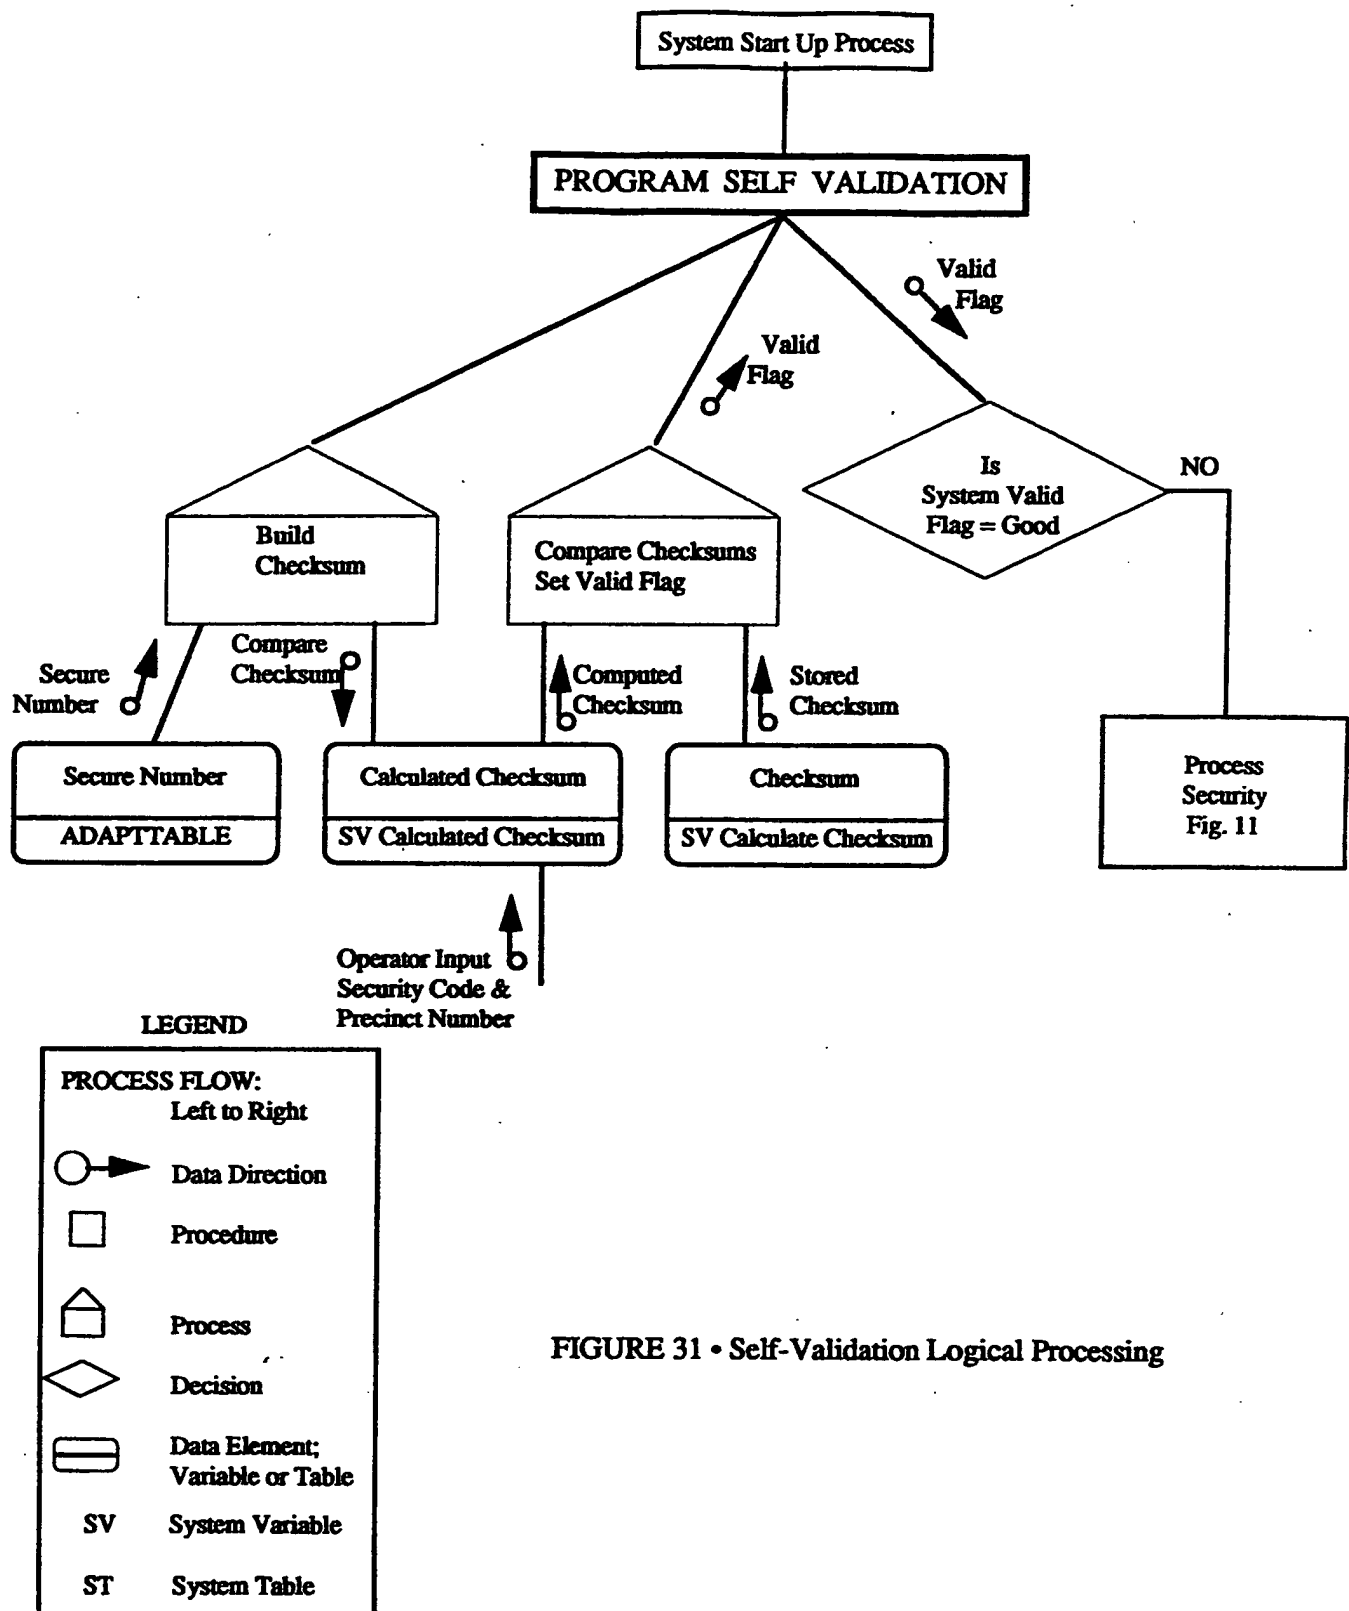 System Start Up Process
PROGRAM SELF VALIDATION
Valid
Flag
Valid
Flag
Is
System Valid
Flag = Good
NO
Build
Checksum
Compare Checksums
Set Valid Flag
Secure
Number
Compare
Checksum
Computed
Checksum
Stored
Checksum
Secure Number
ADAPTTABLE
Calculated Checksum
SV Calculated Checksum
Checksum
SV Calculate Checksum
Process
Security
Fig. 11
Operator Input
Security Code &
Precinct Number
LEGEND
PROCESS FLOW:
Left to Right
Data Direction
Procedure
Process
Decision
Data Element;
Variable or Table
SV System Variable
ST System Table
FIGURE 31 • Self-Validation Logical Processing